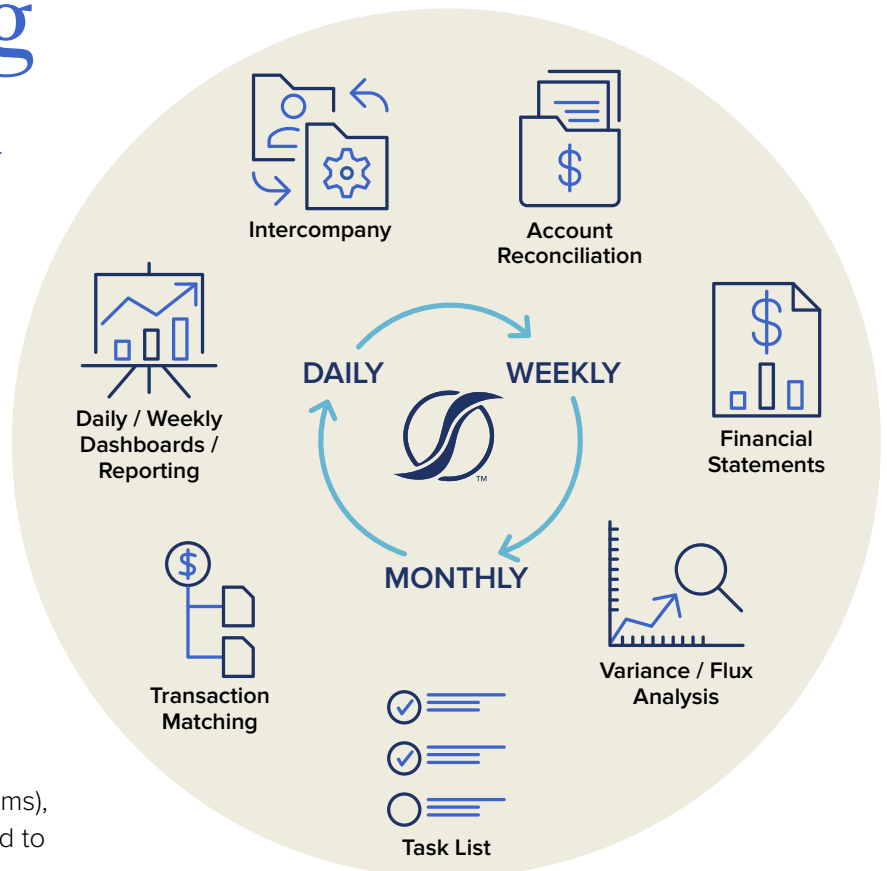 g
Intercompany
Account
Reconciliation
Daily / Weekly
Dashboards /
Reporting
DAILY
WEEKLY
MONTHLY
TM
$
$
Financial
Statements
$
Transaction
Matching
Variance / Flux
Analysis
Task List
ms),
d to